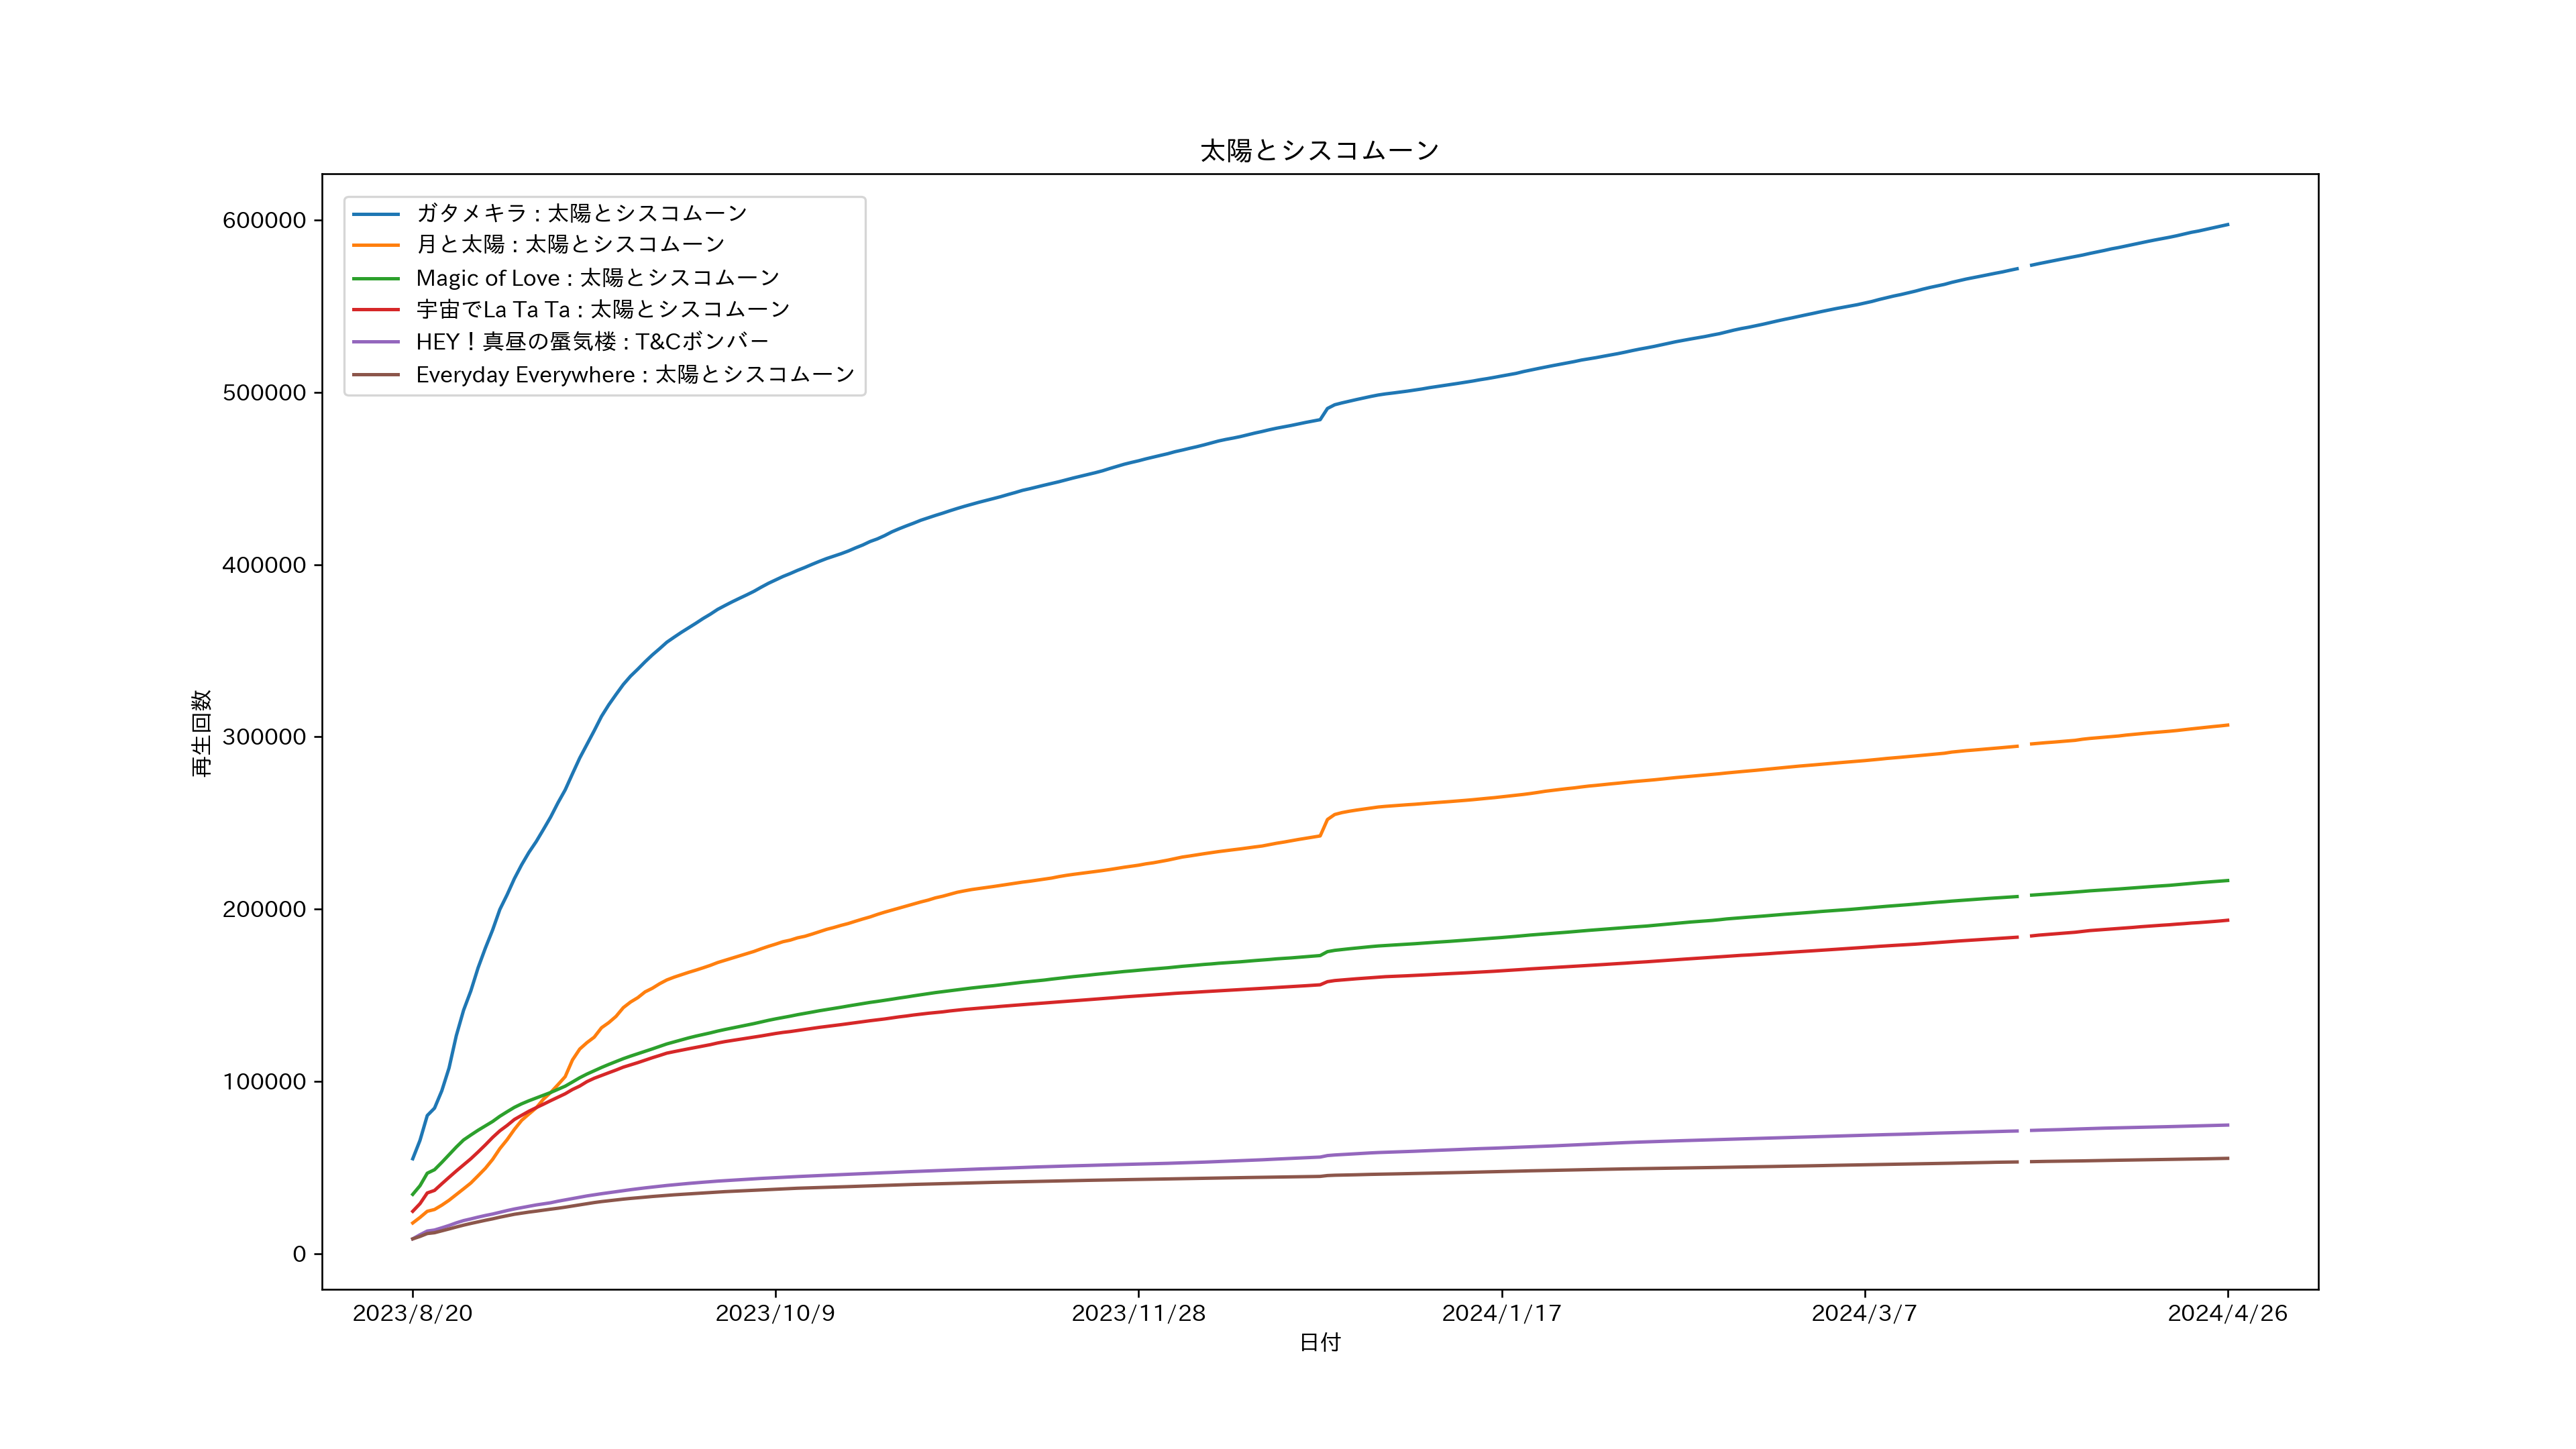 太陽とシスコムーン
ガタメキラ : 太陽とシスコムーン
月と太陽 : 太陽とシスコムーン
Magic of Love : 太陽とシスコムーン
宇宙でLa Ta Ta : 太陽とシスコムーン
HEY！真昼の蜃気楼 : T&Cボンバー
Everyday Everywhere : 太陽とシスコムーン
再生回数
600000
500000
400000
300000
200000
100000
0
2023/8/20 2023/10/9 2023/11/28 2024/1/17 2024/3/7 2024/4/26
日付